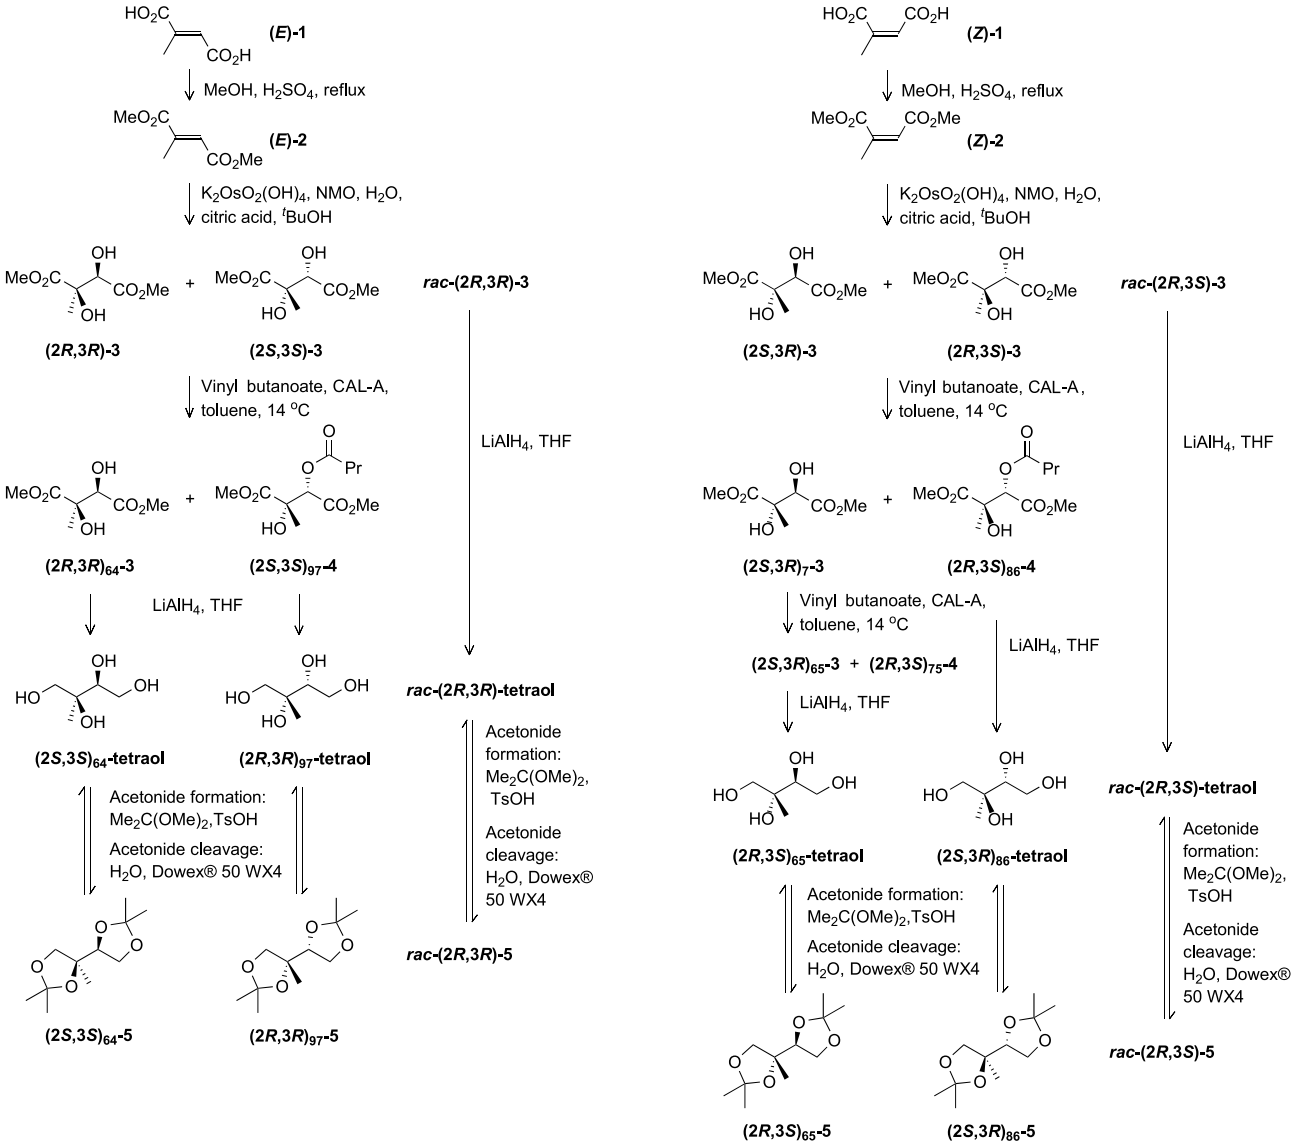 HO₂C
CO₂H
(E)-1
MeOH, H₂SO₄, reflux
MeO₂C
CO₂Me
(E)-2
K₂OsO₂(OH)₄, NMO, H₂O,
citric acid, ᵗBuOH
OH
MeO₂C
CO₂Me
OH
+
OH
MeO₂C
CO₂Me
HO
rac-(2R,3R)-3
(2R,3R)-3
(2S,3S)-3
Vinyl butanoate, CAL-A,
toluene, 14 °C
LiAlH₄, THF
OH
MeO₂C
CO₂Me
OH
+
O
O
Pr
MeO₂C
CO₂Me
HO
(2R,3R)₆₄-3
(2S,3S)₉₇-4
LiAlH₄, THF
OH
HO
OH
OH
OH
HO
OH
HO
rac-(2R,3R)-tetraol
(2S,3S)₆₄-tetraol
(2R,3R)₉₇-tetraol
Acetonide formation:
Me₂C(OMe)₂,TsOH
Acetonide cleavage:
H₂O, Dowex® 50 WX4
Acetonide
formation:
Me₂C(OMe)₂,
TsOH
Acetonide
cleavage:
H₂O, Dowex®
50 WX4
O
O
O
O
O
O
O
O
rac-(2R,3R)-5
(2S,3S)₆₄-5
(2R,3R)₉₇-5
HO₂C
CO₂H
(Z)-1
MeOH, H₂SO₄, reflux
MeO₂C
CO₂Me
(Z)-2
K₂OsO₂(OH)₄, NMO, H₂O,
citric acid, ᵗBuOH
OH
MeO₂C
CO₂Me
HO
+
OH
MeO₂C
CO₂Me
OH
rac-(2R,3S)-3
(2S,3R)-3
(2R,3S)-3
Vinyl butanoate, CAL-A,
toluene, 14 °C
LiAlH₄, THF
OH
MeO₂C
CO₂Me
HO
+
O
O
Pr
MeO₂C
CO₂Me
OH
(2S,3R)₇-3
(2R,3S)₈₆-4
Vinyl butanoate, CAL-A,
toluene, 14 °C
LiAlH₄, THF
(2S,3R)₆₅-3 + (2R,3S)₇₅-4
LiAlH₄, THF
OH
HO
OH
HO
OH
HO
OH
OH
rac-(2R,3S)-tetraol
(2R,3S)₆₅-tetraol
(2S,3R)₈₆-tetraol
Acetonide formation:
Me₂C(OMe)₂,TsOH
Acetonide cleavage:
H₂O, Dowex® 50 WX4
Acetonide
formation:
Me₂C(OMe)₂,
TsOH
Acetonide
cleavage:
H₂O, Dowex®
50 WX4
O
O
O
O
O
O
O
O
rac-(2R,3S)-5
(2R,3S)₆₅-5
(2S,3R)₈₆-5